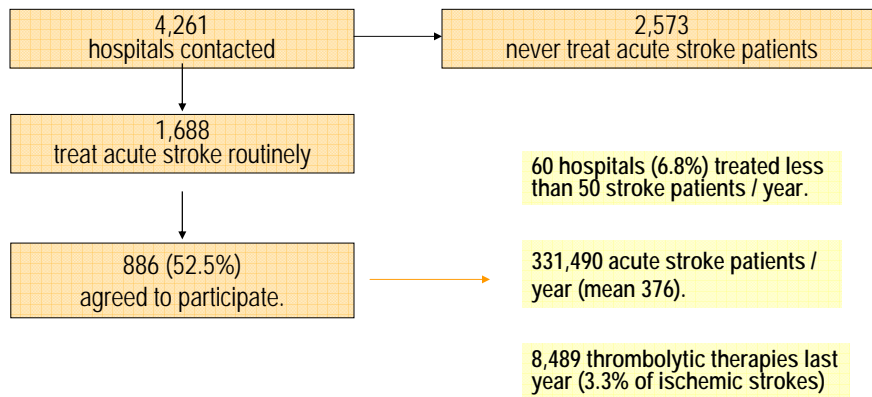 4,261
hospitals contacted
2,573
never treat acute stroke patients
1,688
treat acute stroke routinely
886 (52.5%)
agreed to participate.
60 hospitals (6.8%) treated less
than 50 stroke patients / year.
331,490 acute stroke patients /
year (mean 376).
8,489 thrombolytic therapies last
year (3.3% of ischemic strokes)